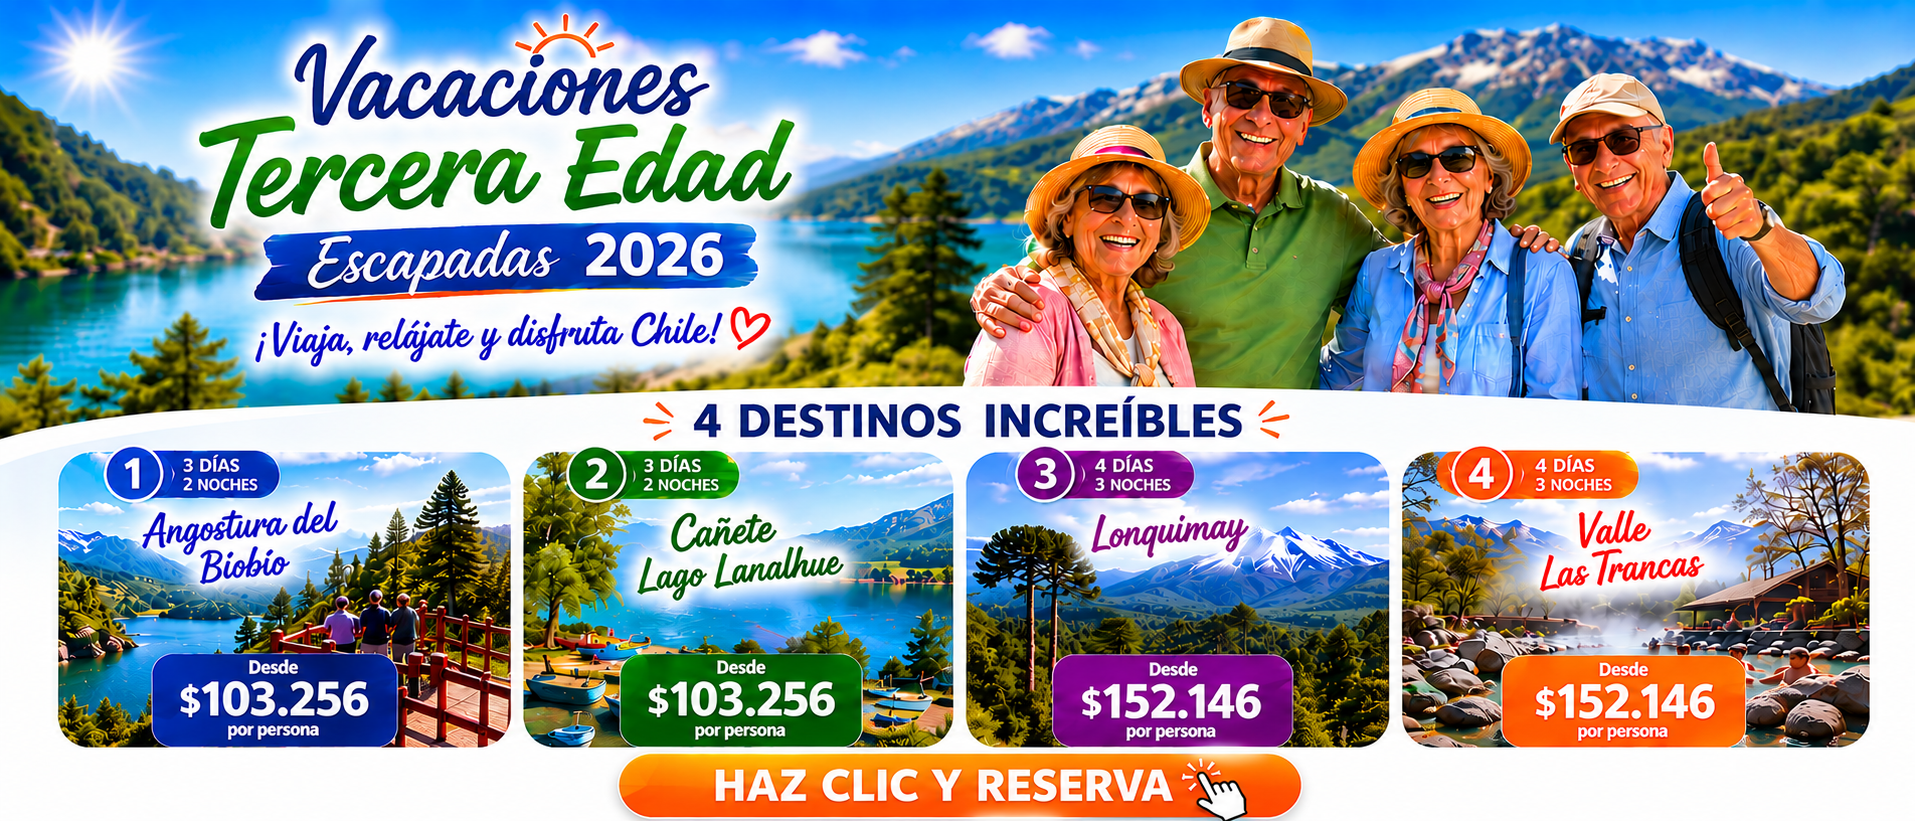 Vacaciones
Tercera Edad
Escapadas 2026
¡Viaja, relájate y disfruta Chile!
4 DESTINOS INCREÍBLES
1 3 DÍAS
2 NOCHES
Angostura del
Biobío
Desde
$103.256
por persona
2 3 DÍAS
2 NOCHES
Cañete
Lago Lanalhue
Desde
$103.256
por persona
3 4 DÍAS
3 NOCHES
Lonquimay
Desde
$152.146
por persona
4 4 DÍAS
3 NOCHES
Valle
Las Trancas
Desde
$152.146
por persona
HAZ CLIC Y RESERVA